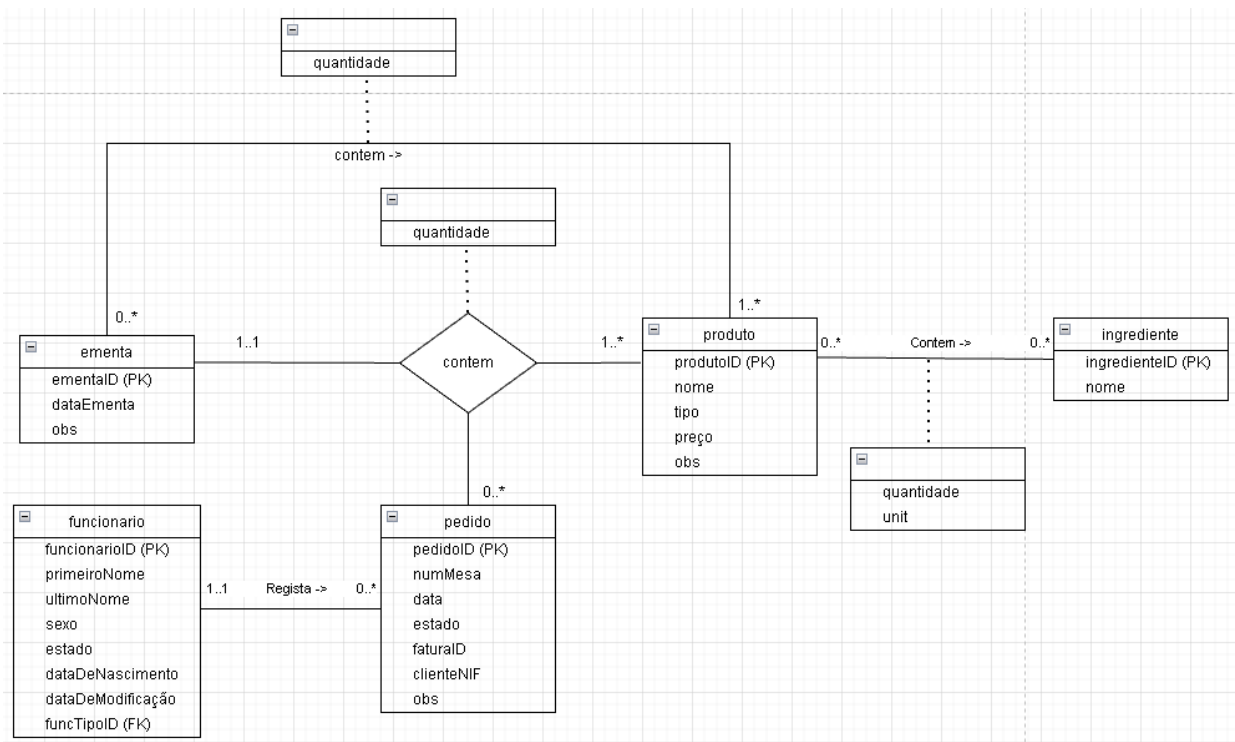 quantidade
contem ->
quantidade
0..*
1..*
ementa
ementaID (PK)
dataEmenta
obs
1..1
contem
1..*
produto
produtoID (PK)
nome
tipo
preço
obs
0..*
Contem ->
0..*
ingrediente
ingredienteID (PK)
nome
quantidade
unit
0..*
funcionario
funcionarioID (PK)
primeiroNome
ultimoNome
sexo
estado
dataDeNascimento
dataDeModificação
funcTipoID (FK)
1..1
Regista ->
0..*
pedido
pedidoID (PK)
numMesa
data
estado
faturaID
clienteNIF
obs